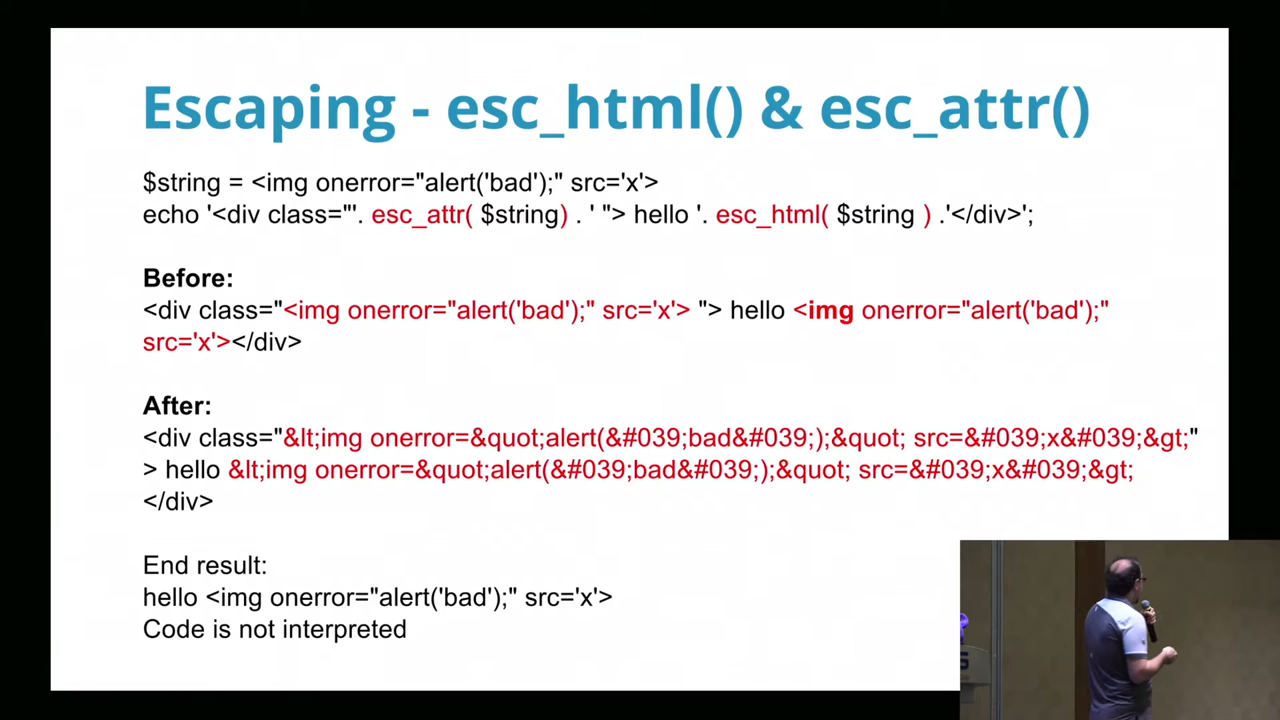 Escaping - esc_html() & esc_attr()
$string = <img onerror="alert('bad');" src='x'>
echo '<div class="'. esc_attr( $string) . ' "> hello '. esc_html( $string ) .'</div>';
Before:
<div class="<img onerror="alert('bad');" src='x'> "> hello <img onerror="alert('bad');"
src='x'></div>
After:
<div class="&lt;img onerror=&quot;alert(&#039;bad&#039;);&quot; src=&#039;x&#039;&gt;"
> hello &lt;img onerror=&quot;alert(&#039;bad&#039;);&quot; src=&#039;x&#039;&gt;
</div>
End result:
hello <img onerror="alert('bad');" src='x'>
Code is not interpreted